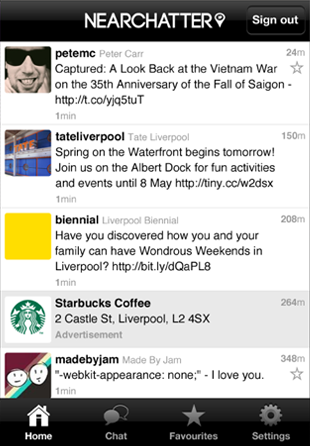 NEARCHATTER
Sign out
petemc Peter Carr 24m
Captured: A Look Back at the Vietnam War
on the 35th Anniversary of the Fall of Saigon -
http://t.co/yjq5tuT
1min
tateliverpool Tate Liverpool 150m
Spring on the Waterfront begins tomorrow!
Join us on the Albert Dock for fun activities
and events until 8 May http://tiny.cc/w2dsx
1min
biennial Liverpool Biennial 208m
Have you discovered how you and your
family can have Wondrous Weekends in
Liverpool? http://bit.ly/dQaPL8
1min
Starbucks Coffee 264m
2 Castle St, Liverpool, L2 4SX
Advertisement
madebyjam Made By Jam 348m
"-webkit-appearance: none;" - I love you.
1min
Home Chat Favourites Settings